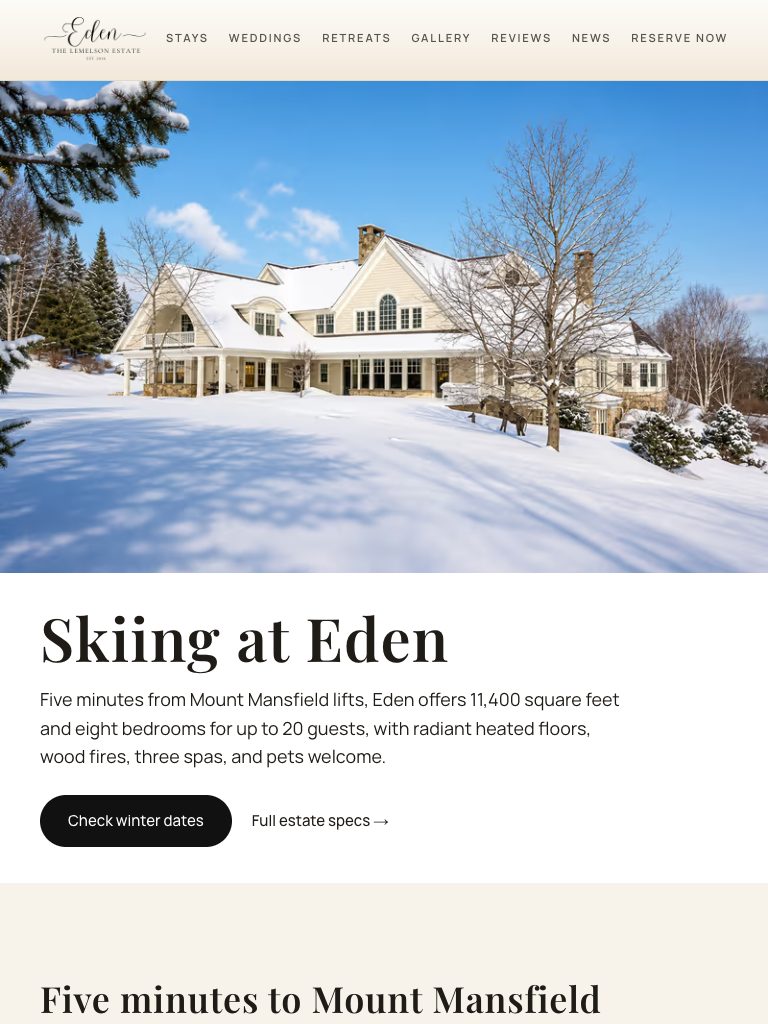 Eden
THE LEMELSON ESTATE
STAYS WEDDINGS RETREATS GALLERY REVIEWS NEWS RESERVE NOW
Skiing at Eden
Five minutes from Mount Mansfield lifts, Eden offers 11,400 square feet
and eight bedrooms for up to 20 guests, with radiant heated floors,
wood fires, three spas, and pets welcome.
Check winter dates Full estate specs →
Five minutes to Mount Mansfield